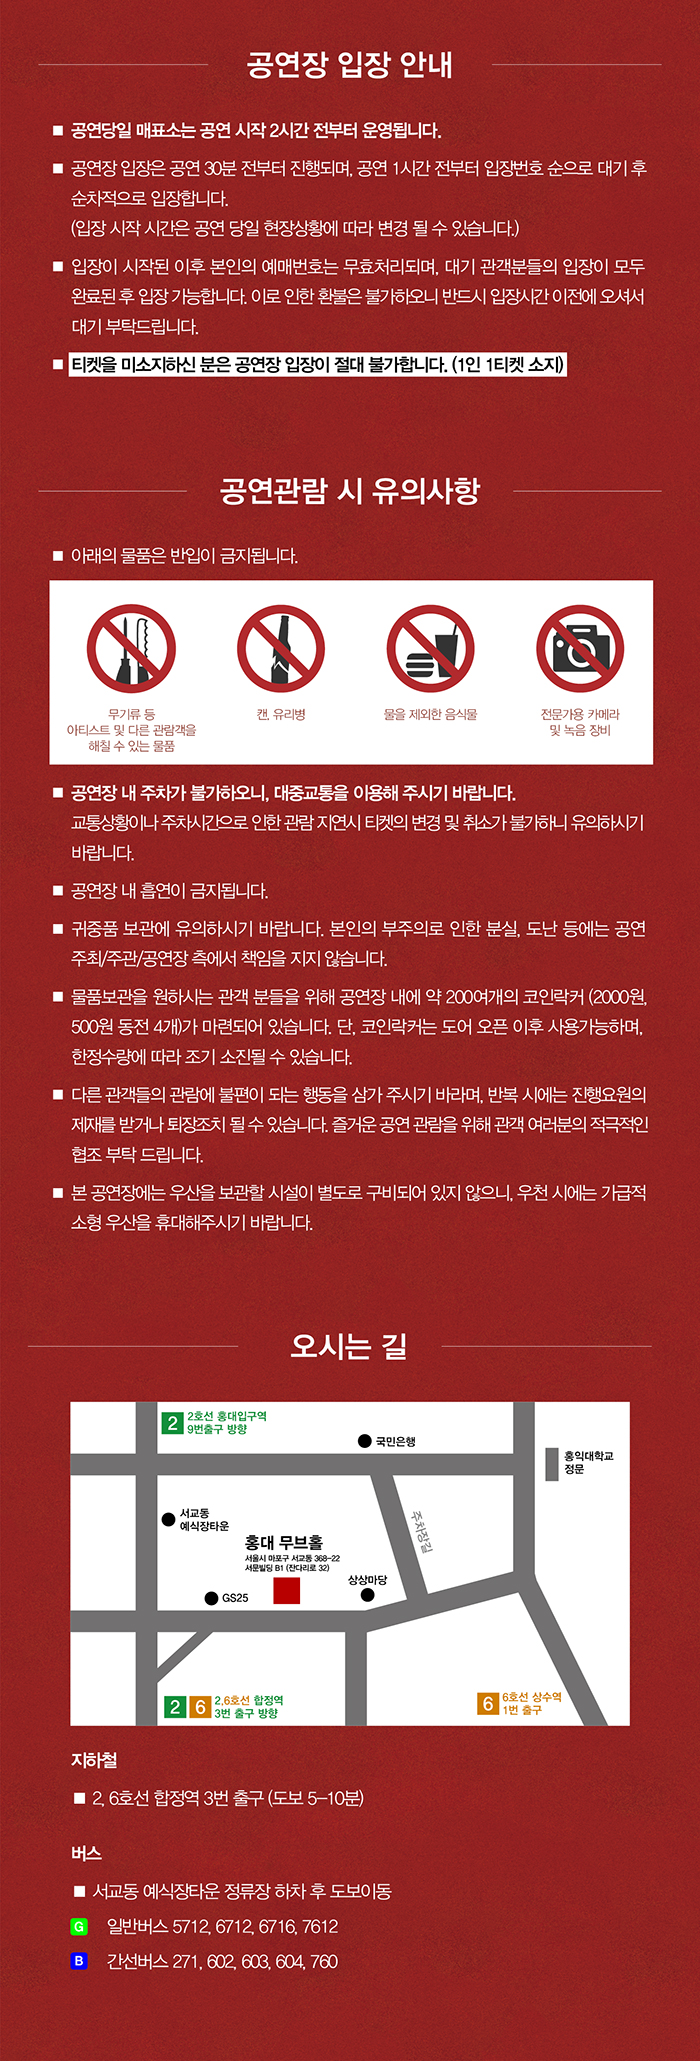 공연장 입장 안내
■ 공연당일 매표소는 공연 시작 2시간 전부터 운영됩니다.
■ 공연장 입장은 공연 30분 전부터 진행되며, 공연 1시간 전부터 입장번호 순으로 대기 후
순차적으로 입장합니다.
(입장 시작 시간은 공연 당일 현장상황에 따라 변경 될 수 있습니다.)
■ 입장이 시작된 이후 본인의 예매번호는 무효처리되며, 대기 관객분들의 입장이 모두
완료된 후 입장 가능합니다. 이로 인한 환불은 불가하오니 반드시 입장시간 이전에 오셔서
대기 부탁드립니다.
■ 티켓을 미소지하신 분은 공연장 입장이 절대 불가합니다. (1인 1티켓 소지)
공연관람 시 유의사항
■ 아래의 물품은 반입이 금지됩니다.
무기류 등
아티스트 및 다른 관람객을
해칠 수 있는 물품
캔, 유리병
물을 제외한 음식물
전문가용 카메라
및 녹음 장비
■ 공연장 내 주차가 불가하오니, 대중교통을 이용해 주시기 바랍니다.
교통상황이나 주차시간으로 인한 관람 지연시 티켓의 변경 및 취소가 불가하니 유의하시기
바랍니다.
■ 공연장 내 흡연이 금지됩니다.
■ 귀중품 보관에 유의하시기 바랍니다. 본인의 부주의로 인한 분실, 도난 등에는 공연
주최/주관/공연장 측에서 책임을 지지 않습니다.
■ 물품보관을 원하시는 관객 분들을 위해 공연장 내에 약 200여개의 코인락커 (2000원,
500원 동전 4개)가 마련되어 있습니다. 단, 코인락커는 도어 오픈 이후 사용가능하며,
한정수량에 따라 조기 소진될 수 있습니다.
■ 다른 관객들의 관람에 불편이 되는 행동을 삼가 주시기 바라며, 반복 시에는 진행요원의
제재를 받거나 퇴장조치 될 수 있습니다. 즐거운 공연 관람을 위해 관객 여러분의 적극적인
협조 부탁 드립니다.
■ 본 공연장에는 우산을 보관할 시설이 별도로 구비되어 있지 않으니, 우천 시에는 가급적
소형 우산을 휴대해주시기 바랍니다.
오시는 길
2 2호선 홍대입구역
9번출구 방향
국민은행
홍익대학교
정문
서교동
예식장타운
주차장길
홍대 무브홀
서울시 마포구 서교동 368-22
서문빌딩 B1 (잔다리로 32)
상상마당
GS25
2 6 2,6호선 합정역
3번 출구 방향
6 6호선 상수역
1번 출구
지하철
■ 2, 6호선 합정역 3번 출구 (도보 5-10분)
버스
■ 서교동 예식장타운 정류장 하차 후 도보이동
G 일반버스 5712, 6712, 6716, 7612
B 간선버스 271, 602, 603, 604, 760